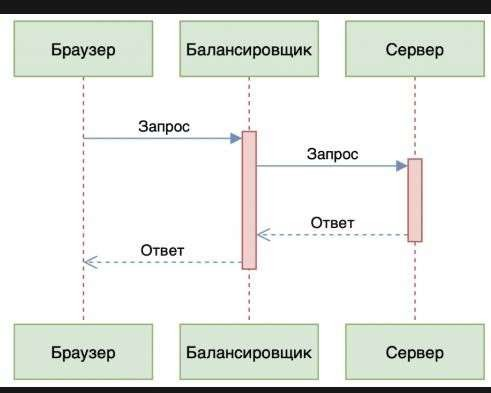 Браузер
Балансировщик
Сервер
Запрос
Запрос
Ответ
Ответ
Браузер
Балансировщик
Сервер